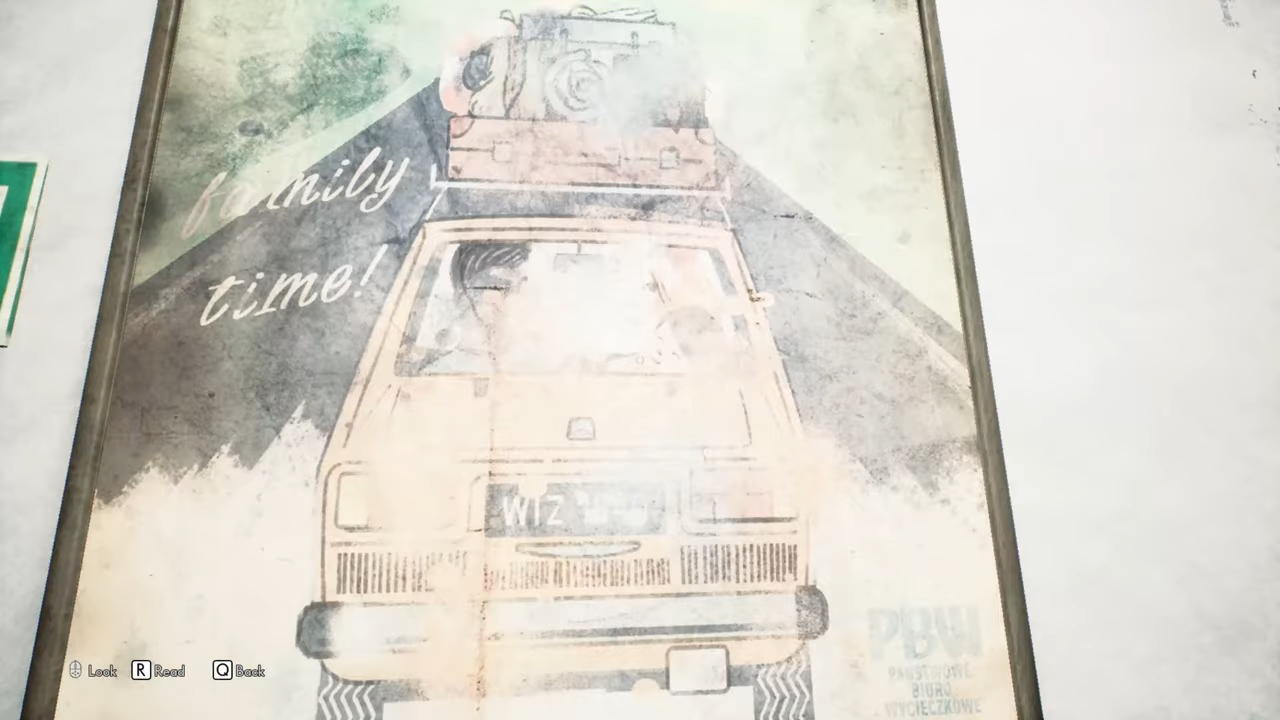 family
time!
WIZ
PBW
PAŃSTWOWE
BIURO
WYCIECZKOWE
Look
R Read
Q Back